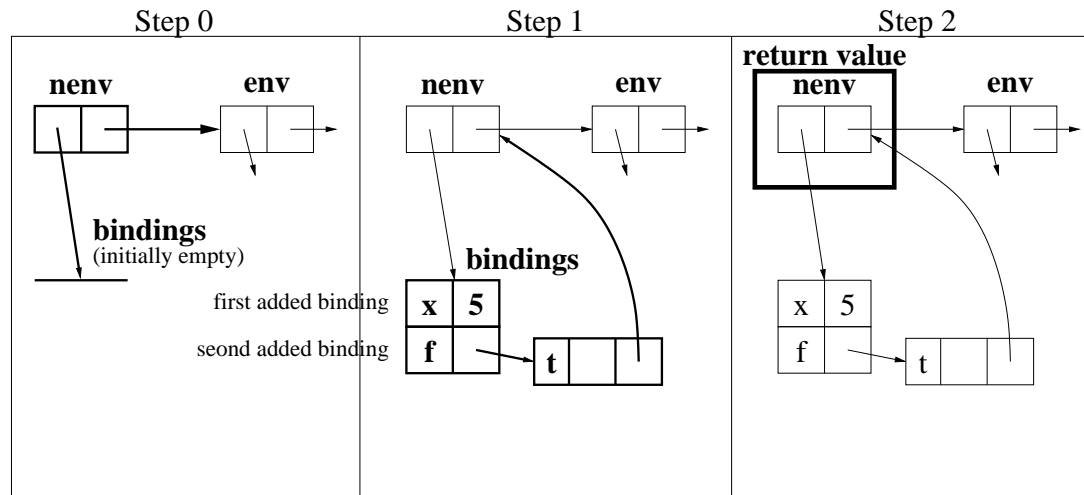 Step 0
Step 1
Step 2
return value
nenv
env
nenv
env
nenv
env
bindings
(initially empty)
bindings
first added binding
x 5
x 5
seond added binding
f
t
f
t